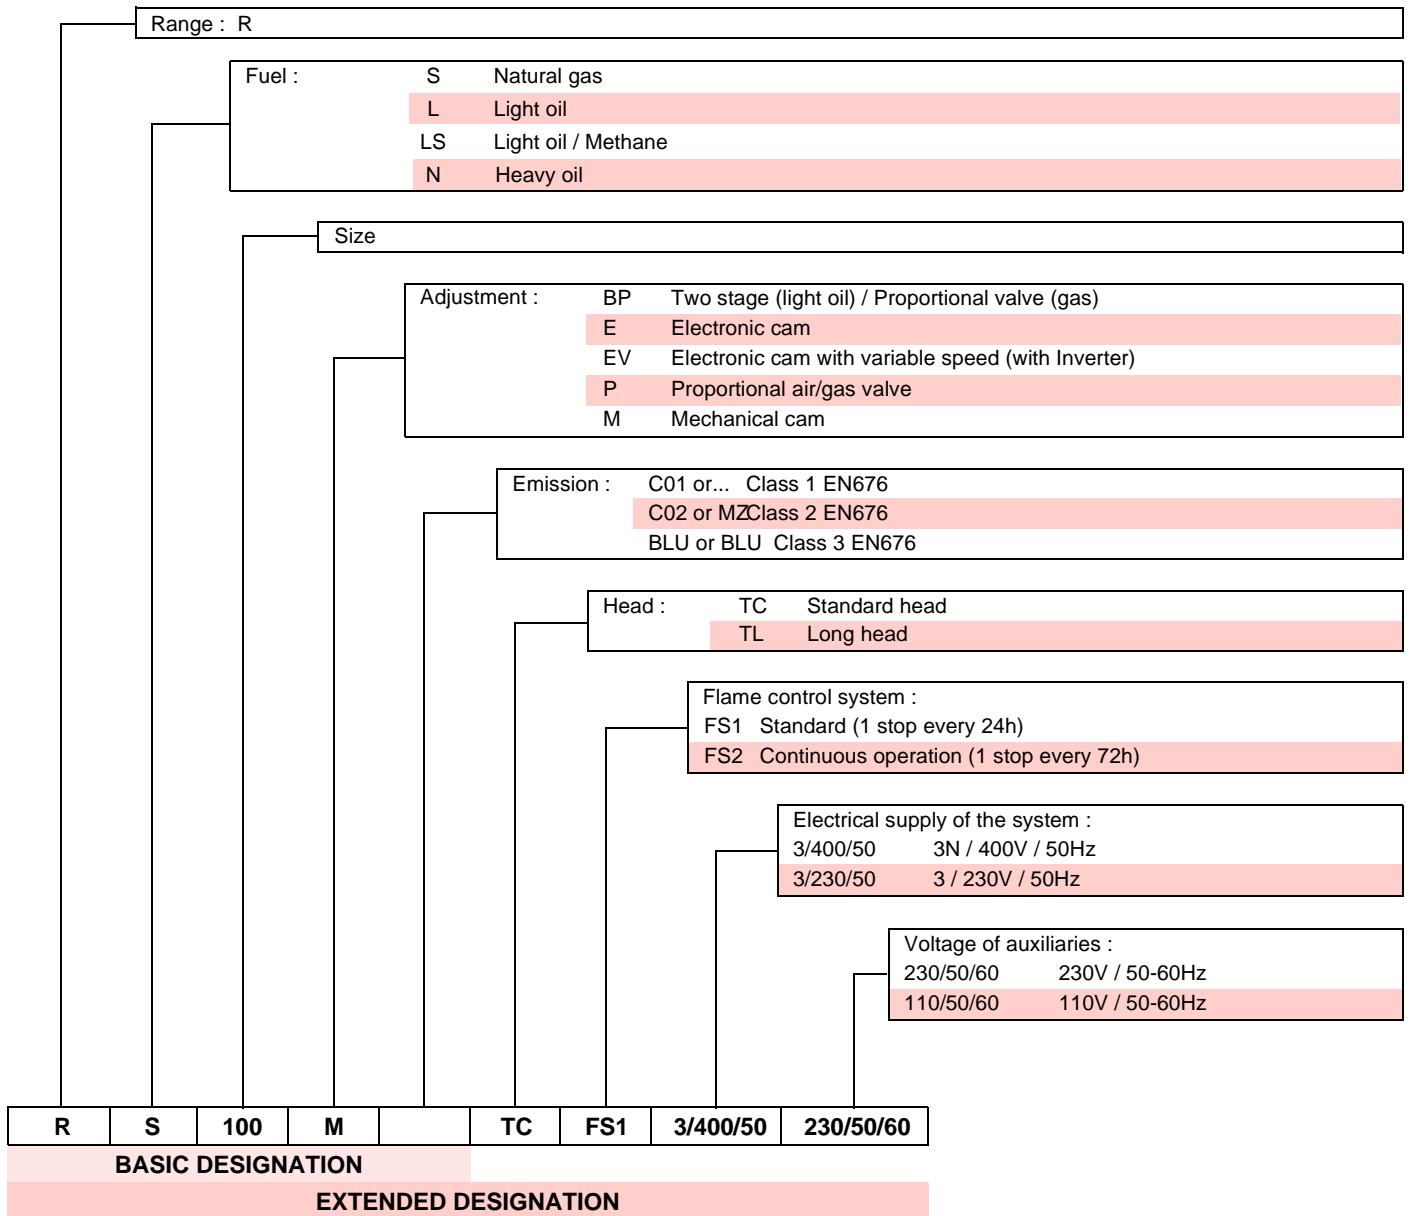 Range : R
Fuel : S Natural gas
L Light oil
LS Light oil / Methane
N Heavy oil
Size
Adjustment : BP Two stage (light oil) / Proportional valve (gas)
E Electronic cam
EV Electronic cam with variable speed (with Inverter)
P Proportional air/gas valve
M Mechanical cam
Emission : C01 or... Class 1 EN676
C02 or MZClass 2 EN676
BLU or BLU Class 3 EN676
Head : TC Standard head
TL Long head
Flame control system :
FS1 Standard (1 stop every 24h)
FS2 Continuous operation (1 stop every 72h)
Electrical supply of the system :
3/400/50 3N / 400V / 50Hz
3/230/50 3 / 230V / 50Hz
Voltage of auxiliaries :
230/50/60 230V / 50-60Hz
110/50/60 110V / 50-60Hz
R S 100 M TC FS1 3/400/50 230/50/60
BASIC DESIGNATION
EXTENDED DESIGNATION